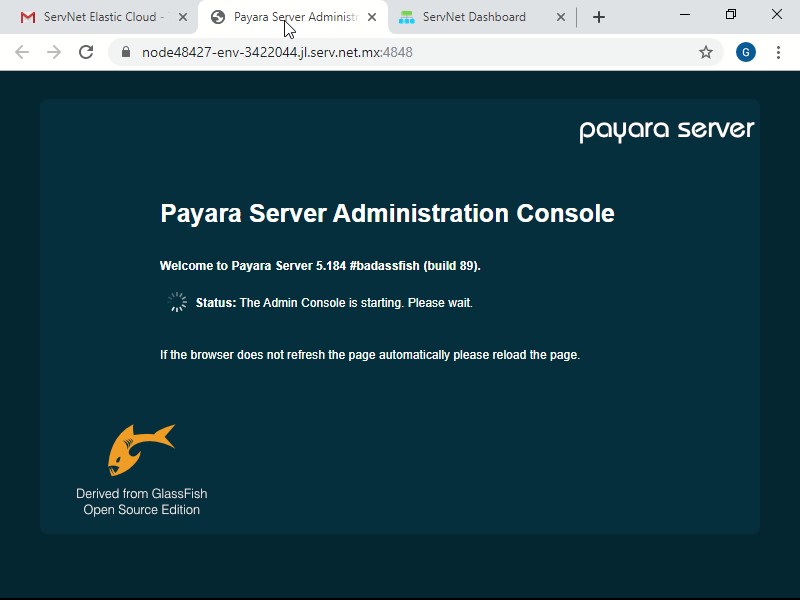 ServNet Elastic Cloud -
Payara Server Administr
ServNet Dashboard
node48427-env-3422044.jl.serv.net.mx:4848
G
payara server
Payara Server Administration Console
Welcome to Payara Server 5.184 #badassfish (build 89).
Status: The Admin Console is starting. Please wait.
If the browser does not refresh the page automatically please reload the page.
Derived from GlassFish
Open Source Edition